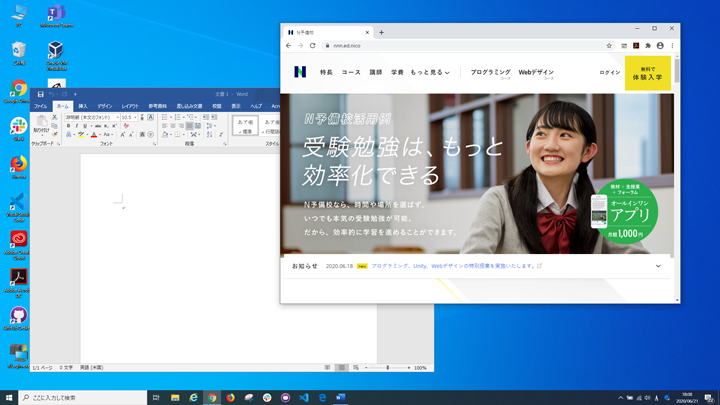 PC
Microsoft Teams
ごみ箱
Oracle VM VirtualBox
Google Chrome
Slack
Firefox
Visual Studio Code
Adobe Creative Cloud
Adobe Acrobat DC
GitHub Desktop
文書 1 - Word
ファイル ホーム 挿入 デザイン レイアウト 参考資料 差し込み文書 校閲 表示 ヘルプ
游明朝 (本文のフォント) 10.5
貼り付け
クリップボード フォント 段落 スタイル
あア亜 あア亜
標準 行間詰め
1/1 ページ 0 文字 英語 (米国)
100%
N予備校
nnn.ed.nico
N 特長 コース 講師 学費 もっと見る プログラミング コース Webデザイン コース ログイン
無料で
体験入学
N予備校活用例
受験勉強は、もっと
効率化できる
N予備校なら、時間や場所を選ばず、
いつでも本気の受験勉強が可能。
だから、効率的に学習を進めることができます。
教材・生授業
+フォーラム
オールインワン
アプリ
月額1,000円
お知らせ 2020.06.18 New プログラミング、Unity、Webデザインの特別授業を実施いたします。
ここに入力して検索
18:08
2020/06/21